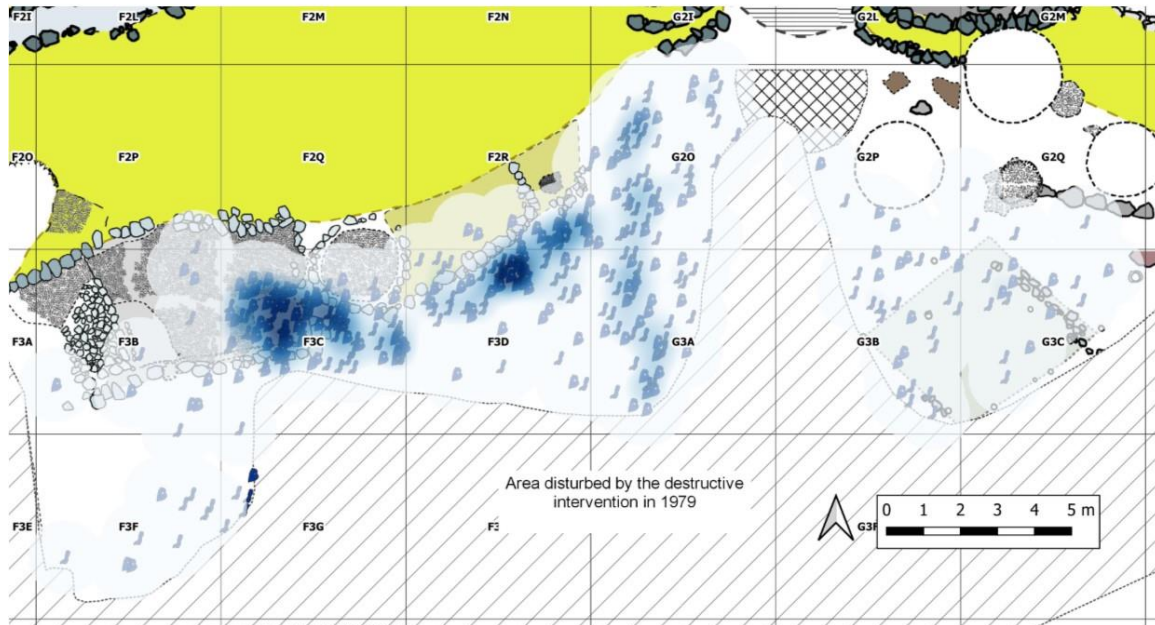 F2I F2L F2M F2N G2I G2L G2M
F2O F2P F2Q F2R G2O G2P G2Q
F3A F3B F3C F3D G3A G3B G3C
Area disturbed by the destructive
intervention in 1979
0 1 2 3 4 5 m
F3E F3F F3G